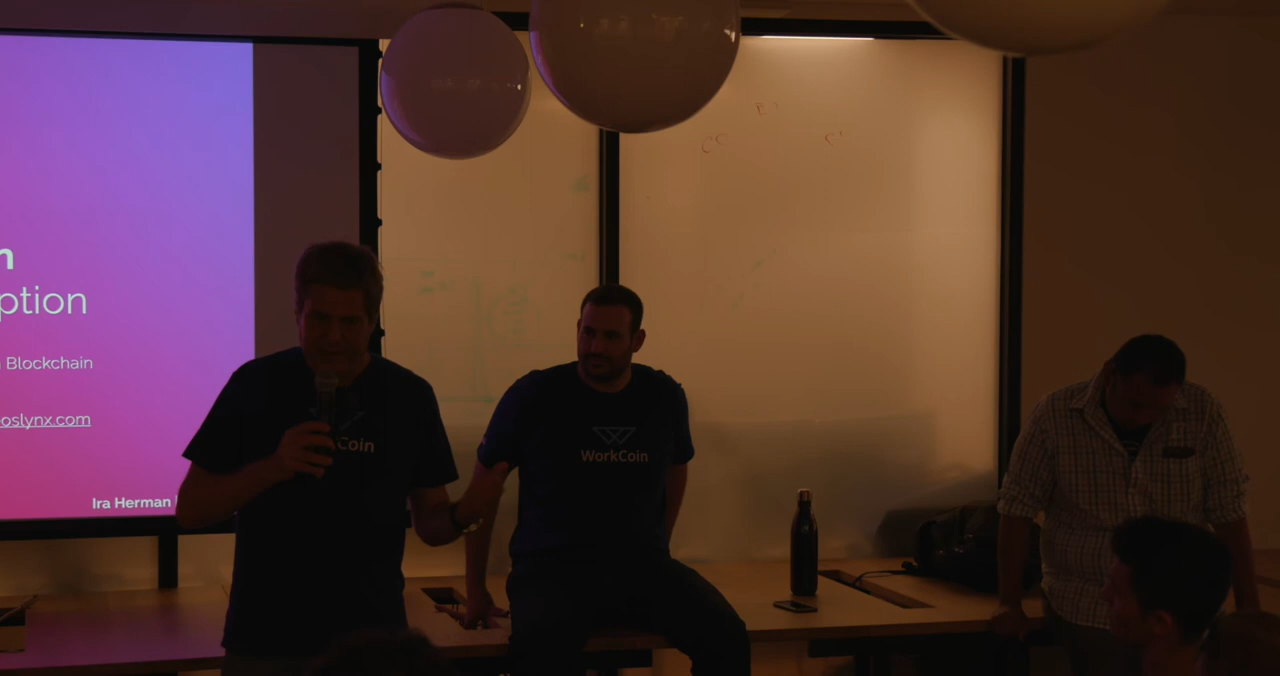 n
ption
Blockchain
oslynx.com
Ira Herman
Coin
WorkCoin